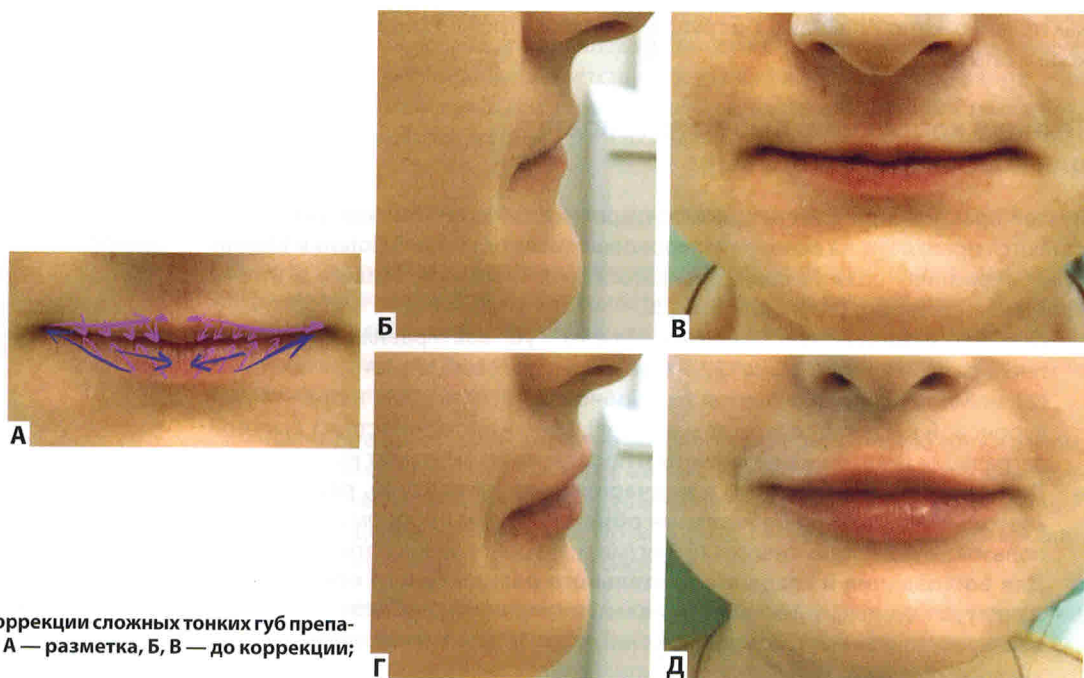 Б
В
А
Г
Д
оррекции сложных тонких губ препа-
А — разметка, Б, В — до коррекции;